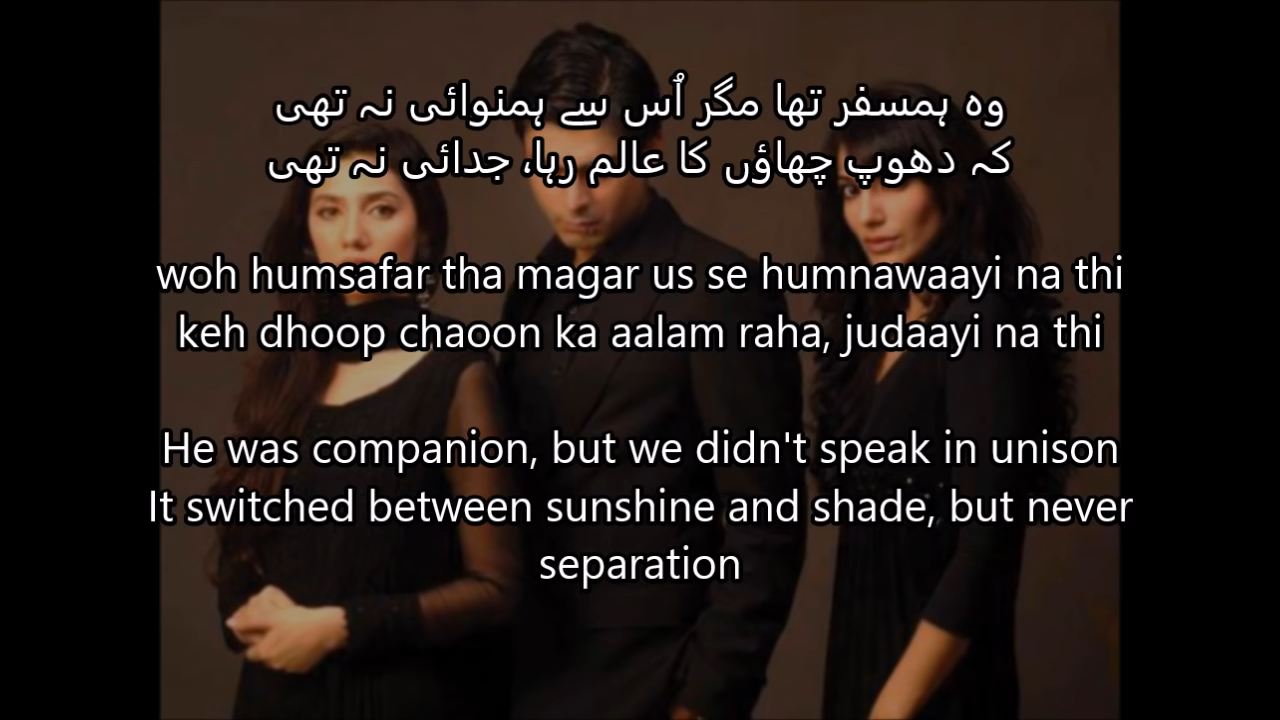 وہ ہمسفر تھا مگر اُس سے ہمنوائی نہ تھی
کہ دھوپ چھاؤں کا عالم رہا، جدائی نہ تھی
woh humsafar tha magar us se humnawaayi na thi
keh dhoop chaoon ka aalam raha, judaayi na thi
He was companion, but we didn't speak in unison
It switched between sunshine and shade, but never
separation